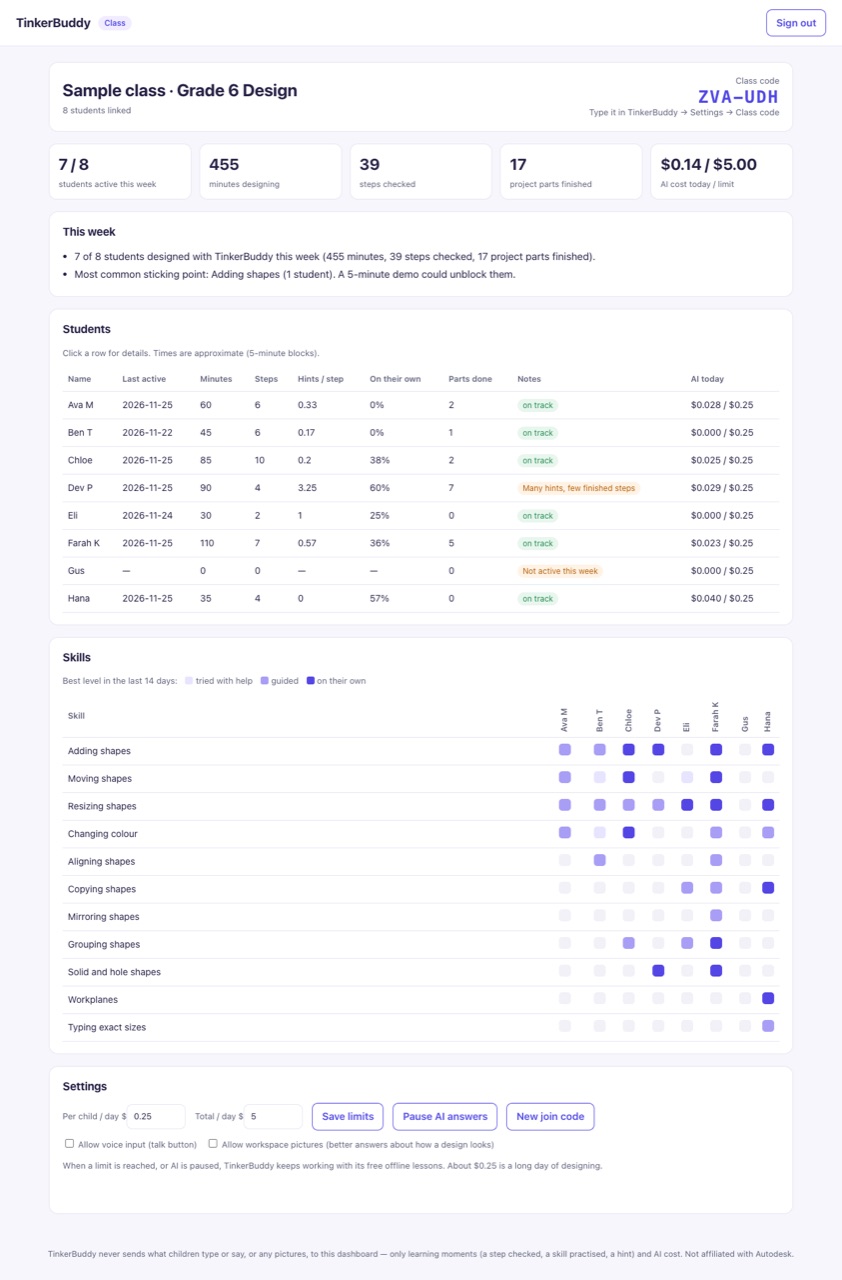 TinkerBuddy Class Sign out
Sample class · Grade 6 Design
8 students linked
Class code
ZVA-UDH
Type it in TinkerBuddy → Settings → Class code
7 / 8
students active this week
455
minutes designing
39
steps checked
17
project parts finished
$0.14 / $5.00
AI cost today / limit
This week
• 7 of 8 students designed with TinkerBuddy this week (455 minutes, 39 steps checked, 17 project parts finished).
• Most common sticking point: Adding shapes (1 student). A 5-minute demo could unblock them.
Students
Click a row for details. Times are approximate (5-minute blocks).
Name Last active Minutes Steps Hints / step On their own Parts done Notes AI today
Ava M 2026-11-25 60 6 0.33 0% 2 on track $0.028 / $0.25
Ben T 2026-11-22 45 6 0.17 0% 1 on track $0.000 / $0.25
Chloe 2026-11-25 85 10 0.2 38% 2 on track $0.025 / $0.25
Dev P 2026-11-25 90 4 3.25 60% 7 Many hints, few finished steps $0.029 / $0.25
Eli 2026-11-24 30 2 1 25% 0 on track $0.000 / $0.25
Farah K 2026-11-25 110 7 0.57 36% 5 on track $0.023 / $0.25
Gus — 0 0 — — 0 Not active this week $0.000 / $0.25
Hana 2026-11-25 35 4 0 57% 0 on track $0.040 / $0.25
Skills
Best level in the last 14 days: tried with help guided on their own
Skill Ava M Ben T Chloe Dev P Eli Farah K Gus Hana
Adding shapes
Moving shapes
Resizing shapes
Changing colour
Aligning shapes
Copying shapes
Mirroring shapes
Grouping shapes
Solid and hole shapes
Workplanes
Typing exact sizes
Settings
Per child / day $ 0.25 Total / day $ 5 Save limits Pause AI answers New join code
Allow voice input (talk button) Allow workspace pictures (better answers about how a design looks)
When a limit is reached, or AI is paused, TinkerBuddy keeps working with its free offline lessons. About $0.25 is a long day of designing.
TinkerBuddy never sends what children type or say, or any pictures, to this dashboard — only learning moments (a step checked, a skill practised, a hint) and AI cost. Not affiliated with Autodesk.